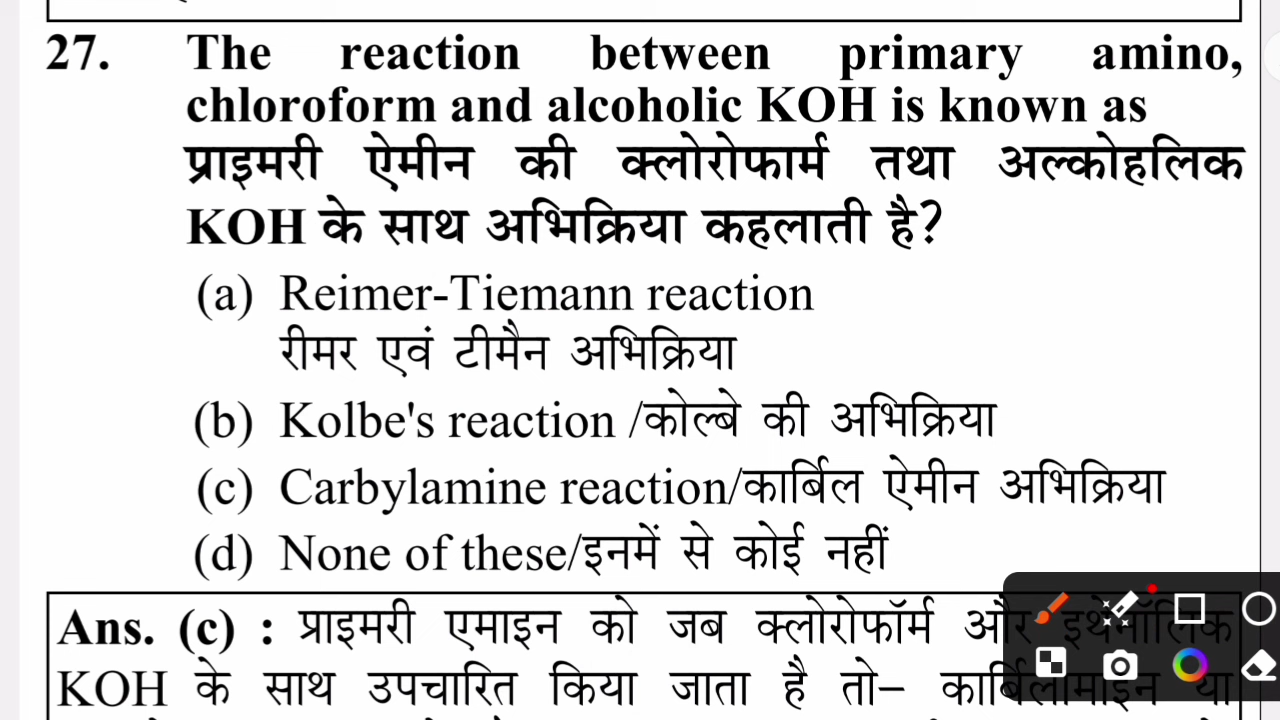 27. The reaction between primary amino,
chloroform and alcoholic KOH is known as
प्राइमरी ऐमीन की क्लोरोफार्म तथा अल्कोहलिक
KOH के साथ अभिक्रिया कहलाती है?
(a) Reimer-Tiemann reaction
रीमर एवं टीमैन अभिक्रिया
(b) Kolbe's reaction /कोल्बे की अभिक्रिया
(c) Carbylamine reaction/कार्बिल ऐमीन अभिक्रिया
(d) None of these/इनमें से कोई नहीं
Ans. (c) : प्राइमरी एमाइन को जब क्लोरोफॉर्म और इथेनॉलिक
KOH के साथ उपचारित किया जाता है तो– कार्बिलामाइन या